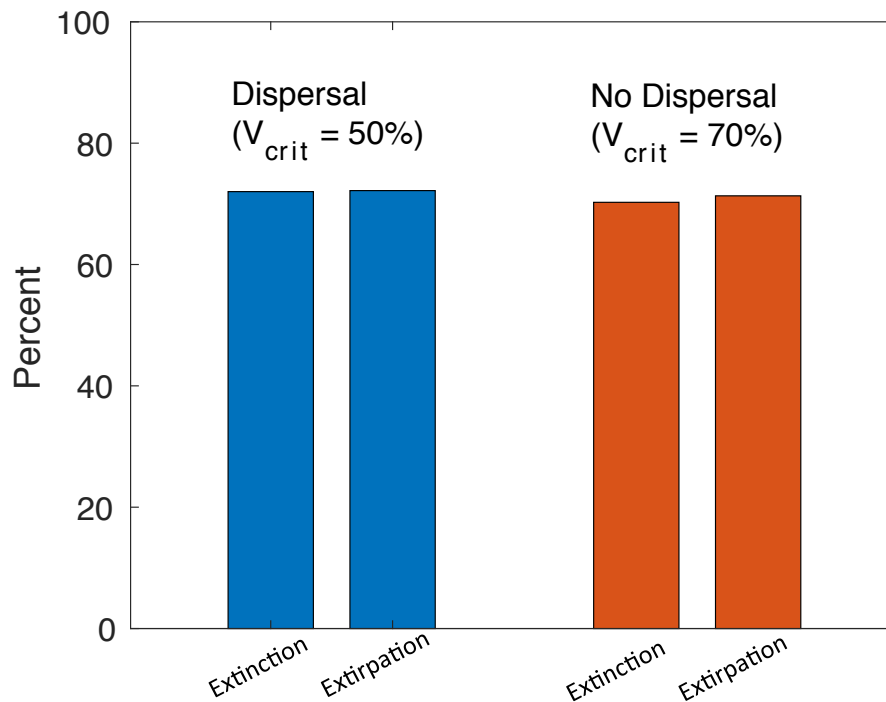 100
80
60
40
20
0
Percent
Dispersal
(V_crit = 50%)
No Dispersal
(V_crit = 70%)
Extinction
Extirpation
Extinction
Extirpation